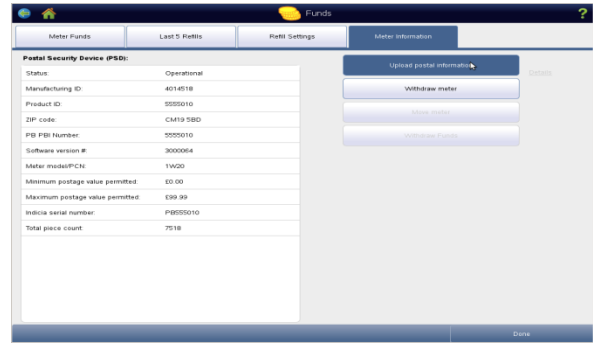 Funds
?
Meter Funds
Last 5 Refills
Refill Settings
Meter Information
Postal Security Device (PSD):
Status: Operational
Manufacturing ID: 4014518
Product ID: 5555010
ZIP code: CM19 5BD
PB PBI Number: 5555010
Software version #: 3000064
Meter model/PCN: 1W20
Minimum postage value permitted: £0.00
Maximum postage value permitted: £99.99
Indicia serial number: PB555010
Total piece count: 7518
Upload postal information
Details
Withdraw meter
Move meter
Withdraw Funds
Done